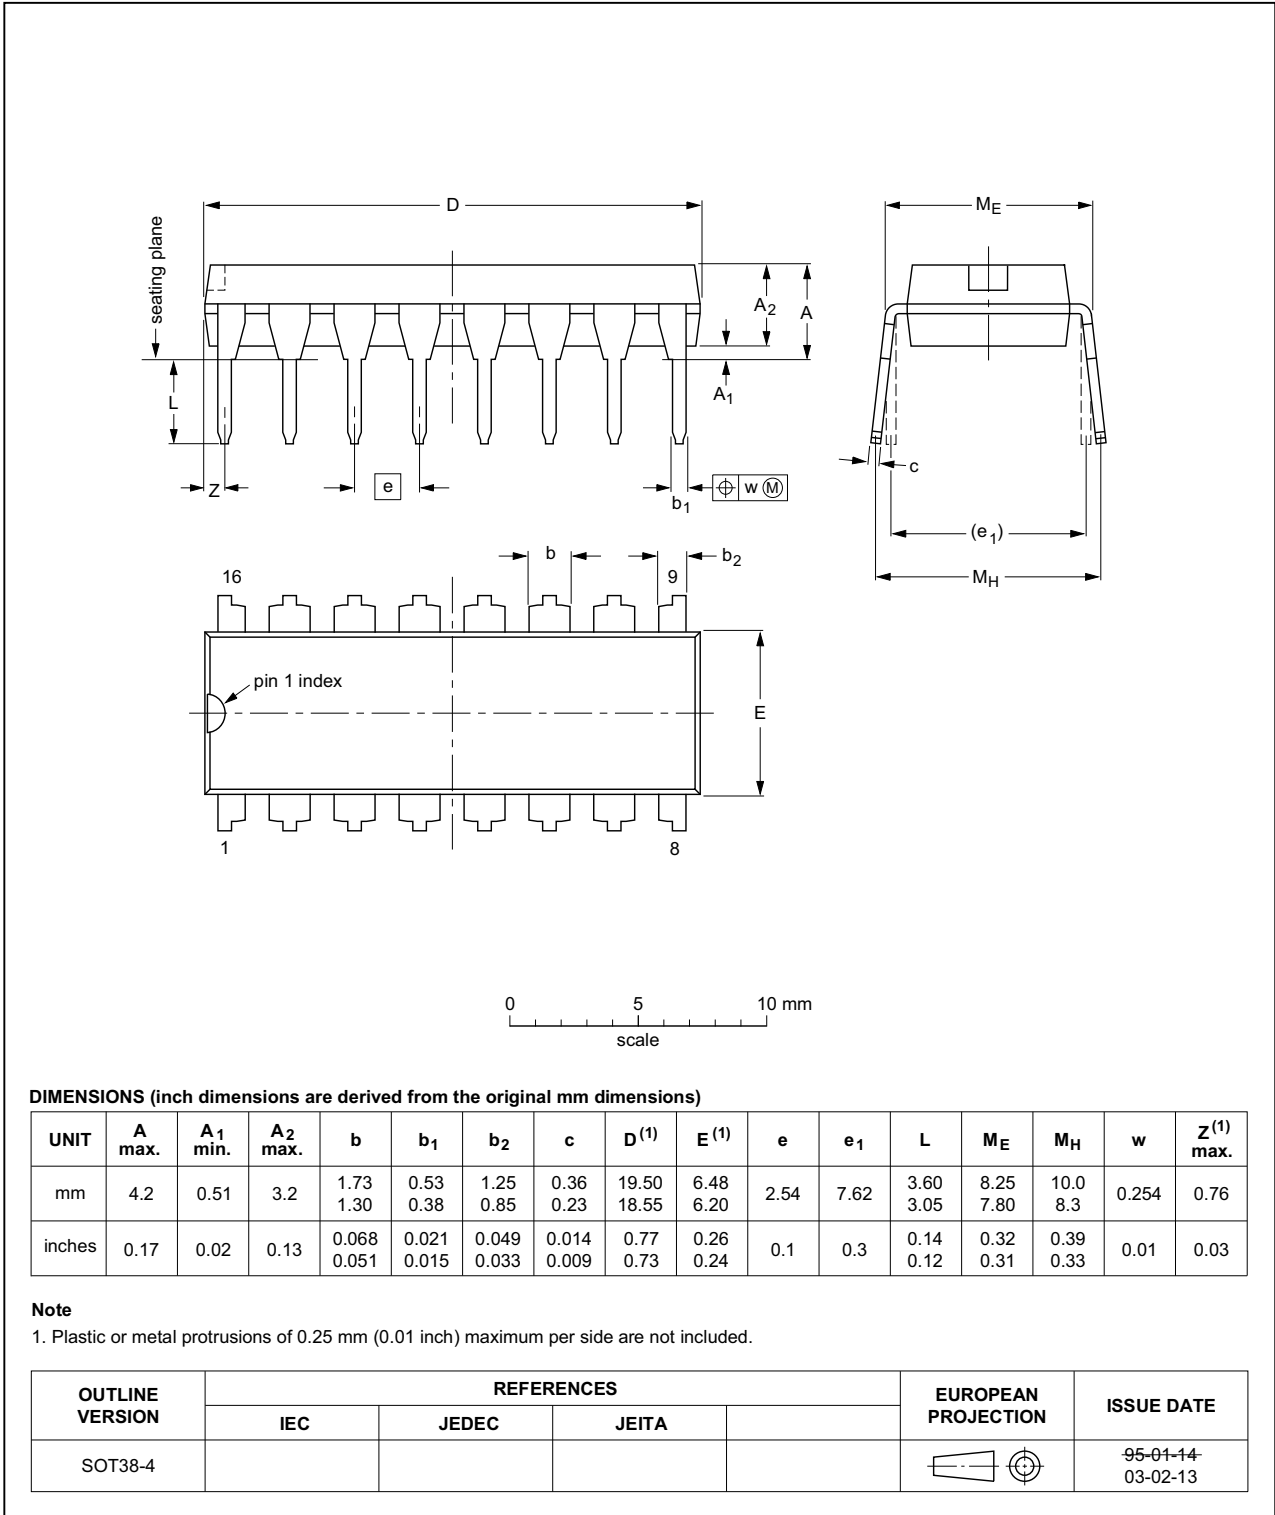 D
ME
seating plane
A2
A
A1
L
c
Z
e
b1
w M
(e1)
MH
b
b2
16
9
pin 1 index
E
1
8
0 5 10 mm
scale
DIMENSIONS (inch dimensions are derived from the original mm dimensions)
UNIT A max. A1 min. A2 max. b b1 b2 c D(1) E(1) e e1 L ME MH w Z(1) max.
mm 4.2 0.51 3.2 1.73 1.30 0.53 0.38 1.25 0.85 0.36 0.23 19.50 18.55 6.48 6.20 2.54 7.62 3.60 3.05 8.25 7.80 10.0 8.3 0.254 0.76
inches 0.17 0.02 0.13 0.068 0.051 0.021 0.015 0.049 0.033 0.014 0.009 0.77 0.73 0.26 0.24 0.1 0.3 0.14 0.12 0.32 0.31 0.39 0.33 0.01 0.03
Note
1. Plastic or metal protrusions of 0.25 mm (0.01 inch) maximum per side are not included.
OUTLINE VERSION REFERENCES EUROPEAN PROJECTION ISSUE DATE
IEC JEDEC JEITA
SOT38-4 95-01-14
03-02-13